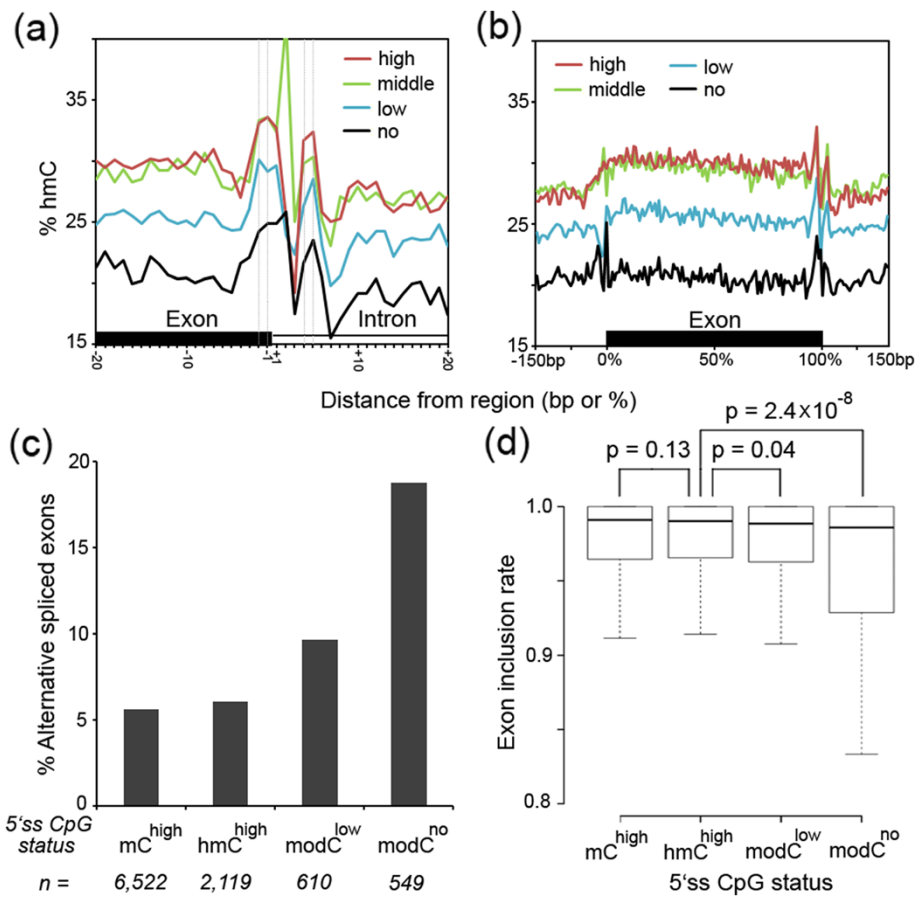 (a)
high
middle
low
no
35
25
15
% hmC
Exon
Intron
-20
-10
-1
1
+10
+20
(b)
high
middle
low
no
35
25
15
Exon
-150bp
0%
50%
100%
150bp
Distance from region (bp or %)
(c)
20
15
10
5
0
% Alternative spliced exons
5'ss CpG status
mC^high
hmC^high
modC^low
modC^no
n =
6,522
2,119
610
549
(d)
p = 2.4×10^-8
p = 0.13
p = 0.04
1.0
0.9
0.8
Exon inclusion rate
mC^high
hmC^high
modC^low
modC^no
5'ss CpG status